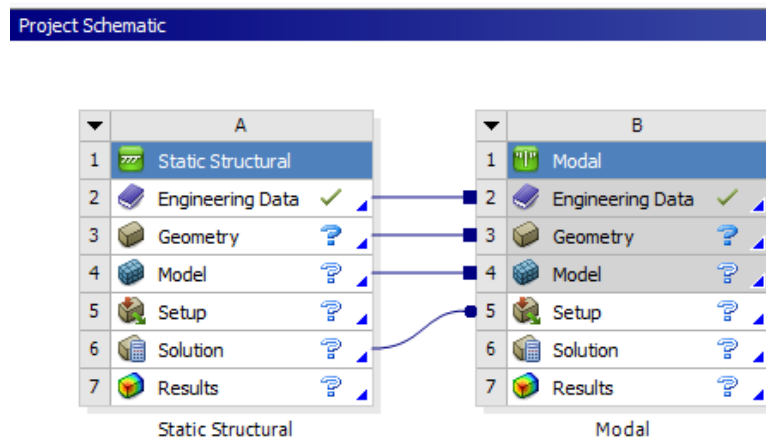 Project Schematic
A
1 Static Structural
2 Engineering Data
3 Geometry
4 Model
5 Setup
6 Solution
7 Results
Static Structural
B
1 Modal
2 Engineering Data
3 Geometry
4 Model
5 Setup
6 Solution
7 Results
Modal